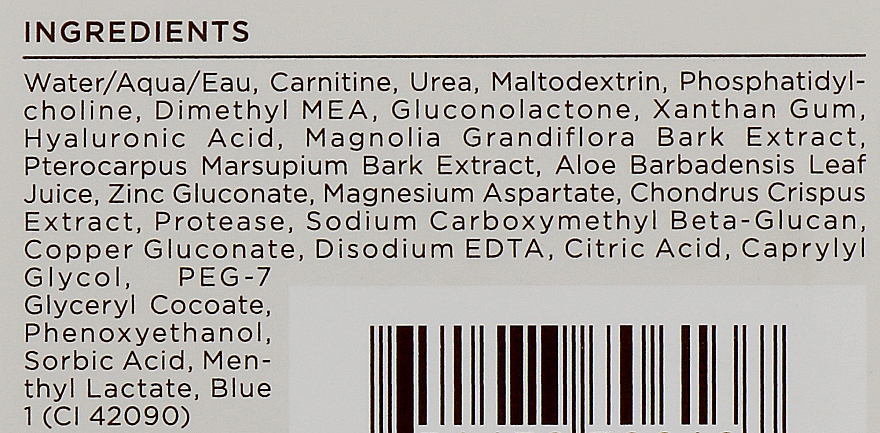 INGREDIENTS
Water/Aqua/Eau, Carnitine, Urea, Maltodextrin, Phosphatidyl-
choline, Dimethyl MEA, Gluconolactone, Xanthan Gum,
Hyaluronic Acid, Magnolia Grandiflora Bark Extract,
Pterocarpus Marsupium Bark Extract, Aloe Barbadensis Leaf
Juice, Zinc Gluconate, Magnesium Aspartate, Chondrus Crispus
Extract, Protease, Sodium Carboxymethyl Beta-Glucan,
Copper Gluconate, Disodium EDTA, Citric Acid, Caprylyl
Glycol, PEG-7
Glyceryl Cocoate,
Phenoxyethanol,
Sorbic Acid, Men-
thyl Lactate, Blue
1 (CI 42090)